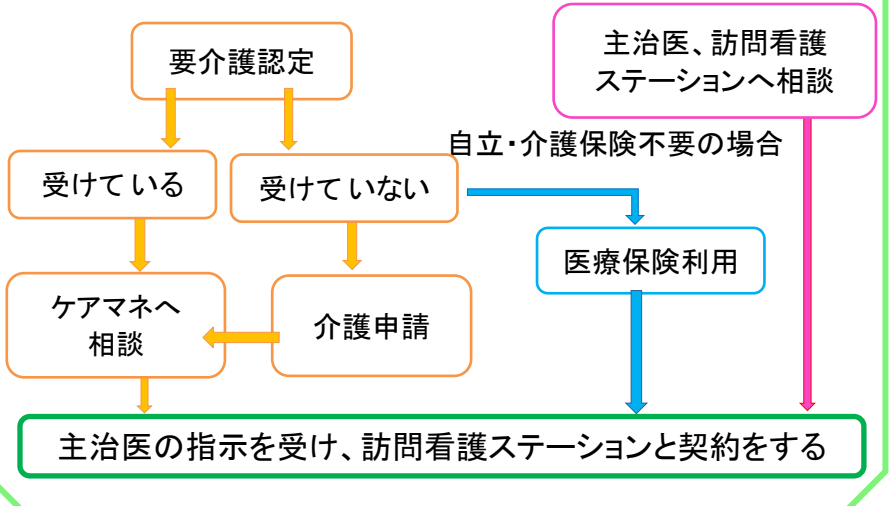 要介護認定
主治医、訪問看護
ステーションへ相談
自立・介護保険不要の場合
受けている
受けていない
医療保険利用
ケアマネへ
相談
介護申請
主治医の指示を受け、訪問看護ステーションと契約をする